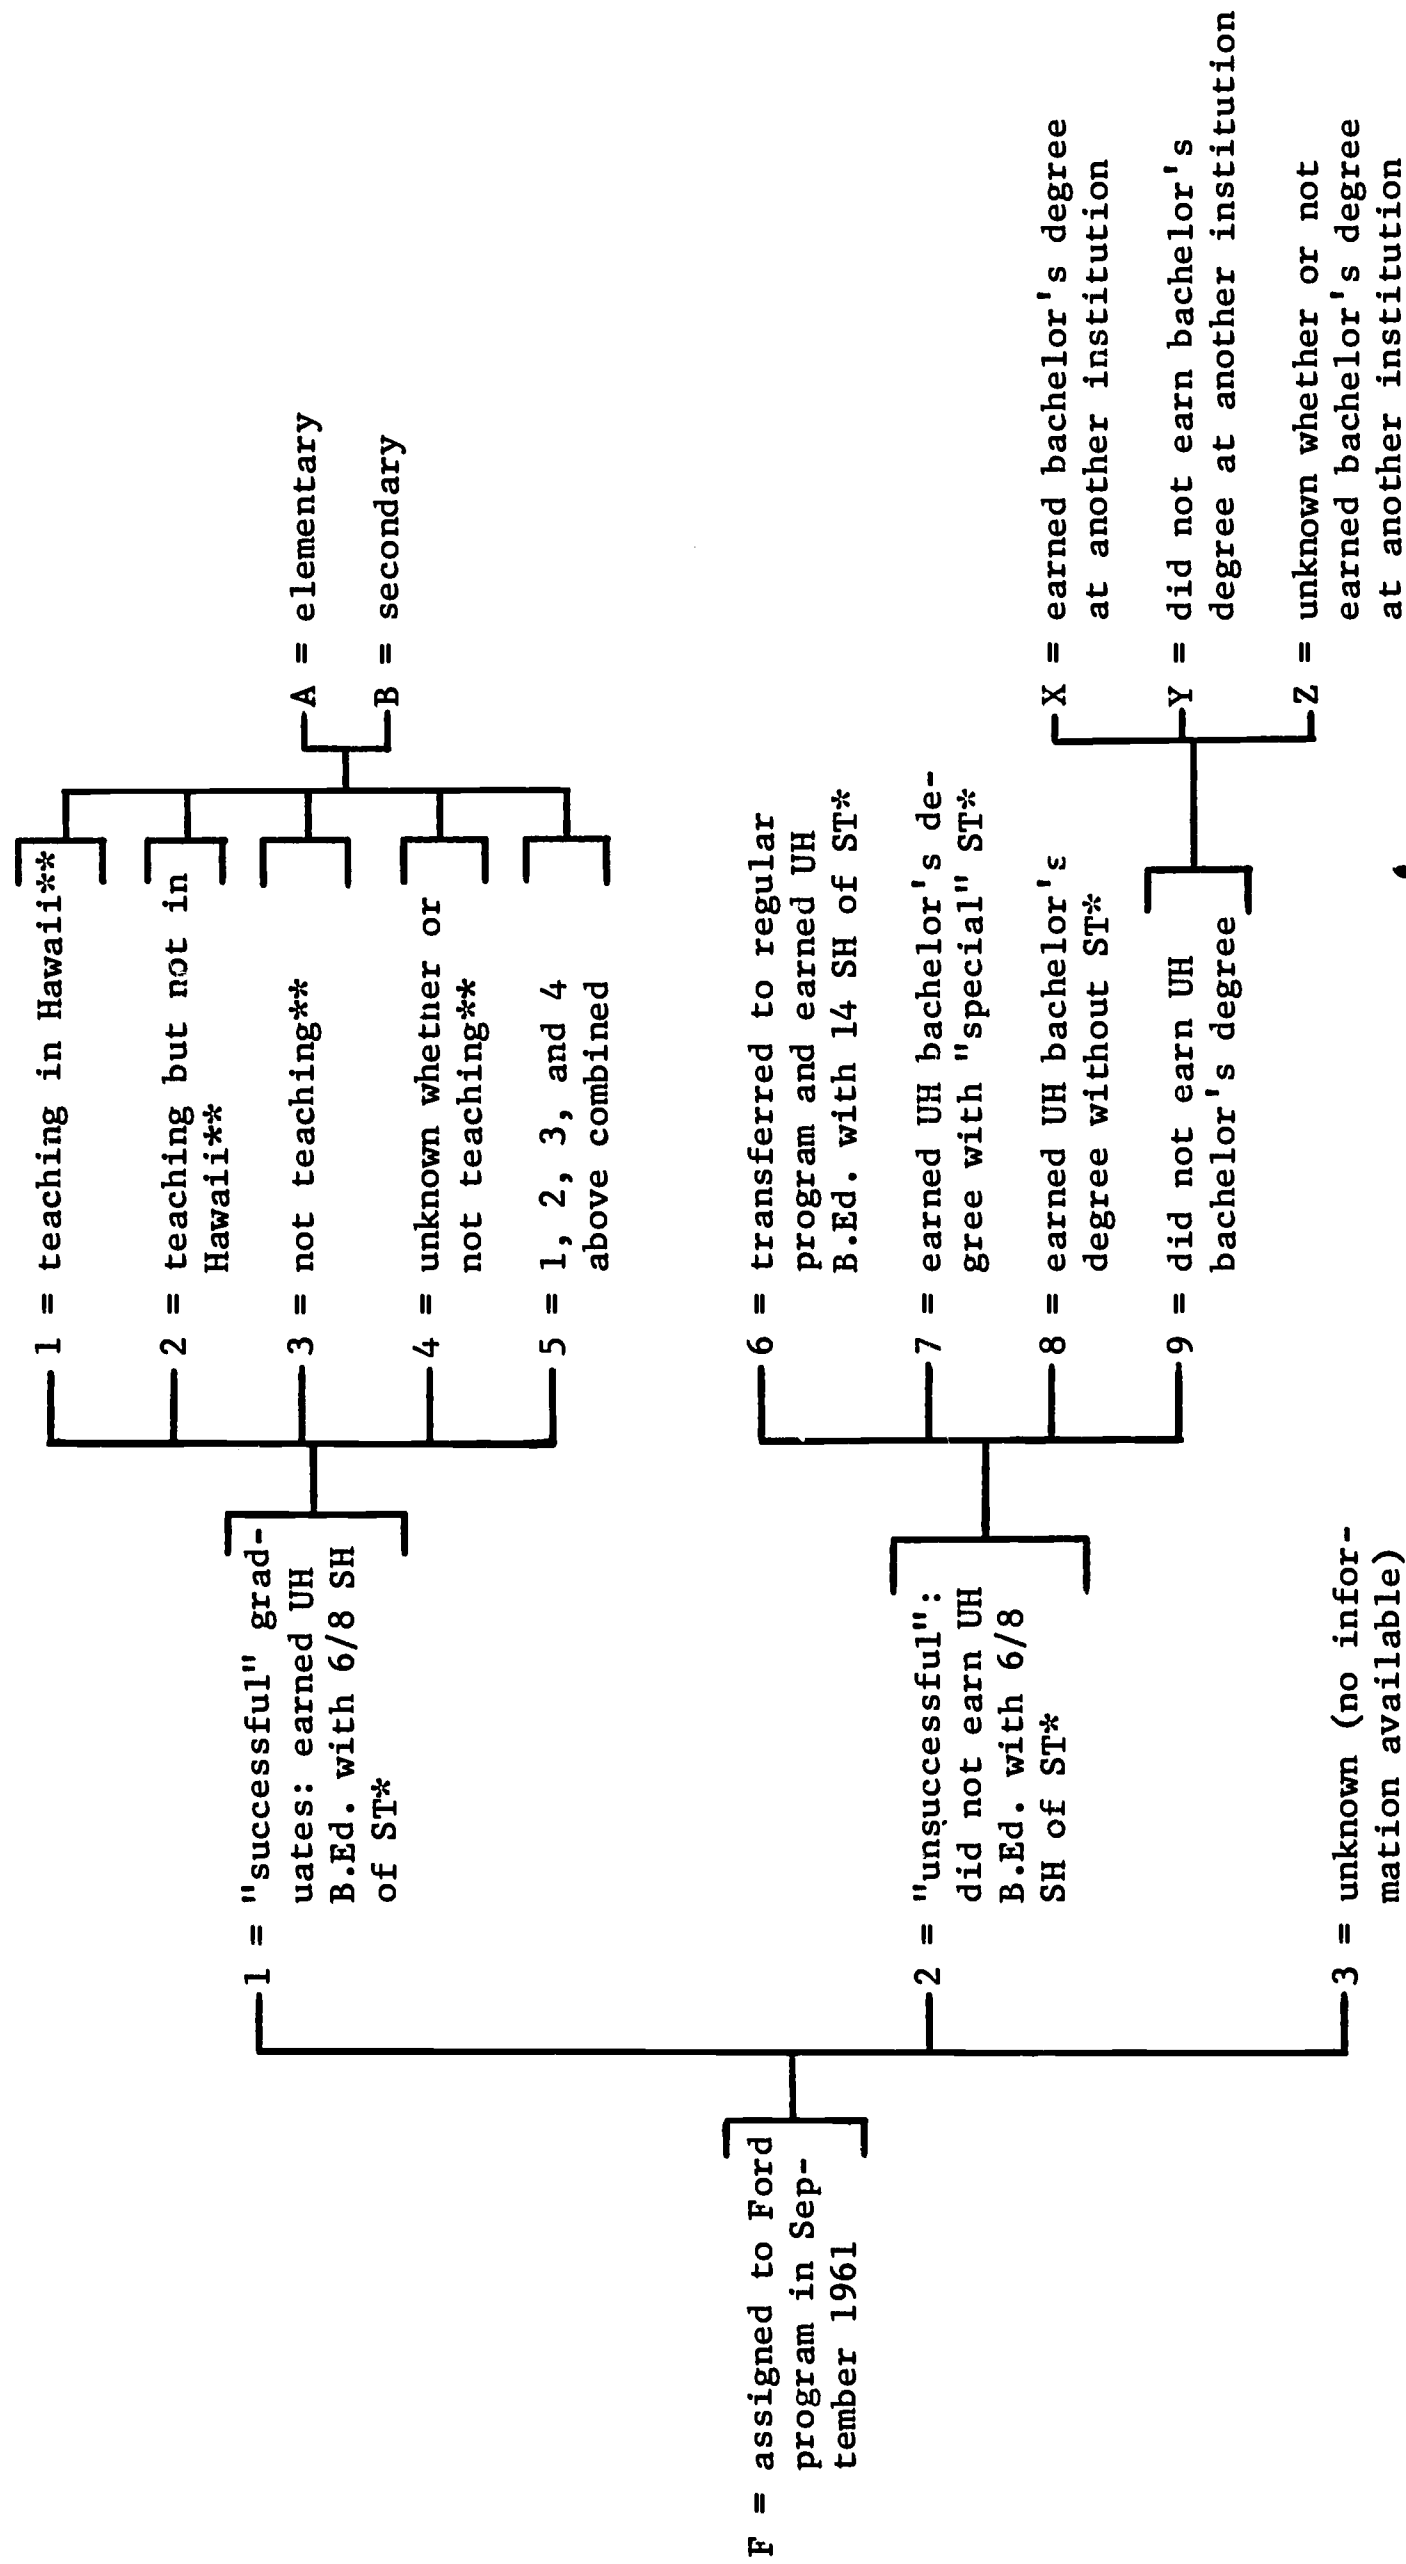 F = assigned to Ford
program in Sep-
tember 1961
1 = "successful" grad-
uates: earned UH
B.Ed. with 6/8 SH
of ST*
2 = "unsuccessful":
did not earn UH
B.Ed. with 6/8
SH of ST*
3 = unknown (no infor-
mation available)
1 = teaching in Hawaii**
2 = teaching but not in
Hawaii**
3 = not teaching**
4 = unknown whether or
not teaching**
5 = 1, 2, 3, and 4
above combined
6 = transferred to regular
program and earned UH
B.Ed. with 14 SH of ST*
7 = earned UH bachelor's de-
gree with "special" ST*
8 = earned UH bachelor's
degree without ST*
9 = did not earn UH
bachelor's degree
A = elementary
B = secondary
X = earned bachelor's degree
at another institution
Y = did not earn bachelor's
degree at another institution
Z = unknown whether or not
earned bachelor's degree
at another institution